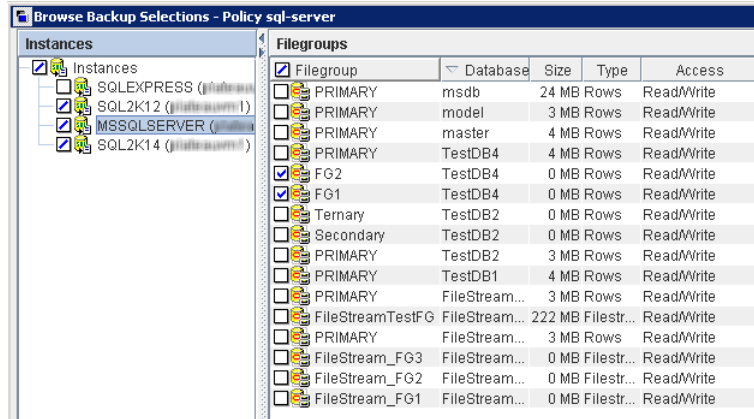 Browse Backup Selections - Policy sql-server
Instances
Instances
SQLEXPRESS (
SQL2K12 (
MSSQLSERVER (
SQL2K14 (
Filegroups
Filegroup Database Size Type Access
PRIMARY msdb 24 MB Rows Read/Write
PRIMARY model 3 MB Rows Read/Write
PRIMARY master 4 MB Rows Read/Write
PRIMARY TestDB4 4 MB Rows Read/Write
FG2 TestDB4 0 MB Rows Read/Write
FG1 TestDB4 0 MB Rows Read/Write
Ternary TestDB2 0 MB Rows Read/Write
Secondary TestDB2 0 MB Rows Read/Write
PRIMARY TestDB2 3 MB Rows Read/Write
PRIMARY TestDB1 4 MB Rows Read/Write
PRIMARY FileStream... 3 MB Rows Read/Write
FileStreamTestFG FileStream... 222 MB Filestr... Read/Write
PRIMARY FileStream... 3 MB Rows Read/Write
FileStream_FG3 FileStream... 0 MB Filestr... Read/Write
FileStream_FG2 FileStream... 0 MB Filestr... Read/Write
FileStream_FG1 FileStream... 0 MB Filestr... Read/Write